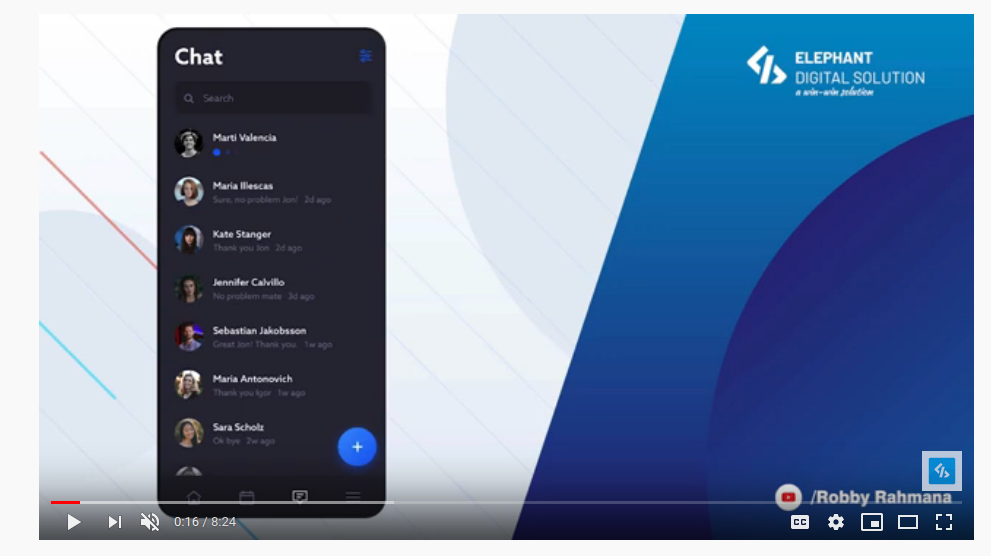 Chat
Search
Marti Valencia
Maria Illescas
Sure, no problem Jon! 2d ago
Kate Stanger
Thank you Jon 2d ago
Jennifer Calvillo
No problem mate 3d ago
Sebastian Jakobsson
Great Jon! Thank you. 1w ago
Maria Antonovich
Thank you Igor 1w ago
Sara Scholz
Ok bye 2w ago
+
ELEPHANT
DIGITAL SOLUTION
a win-win solution
/Robby Rahmana
0:16 / 8:24
CC